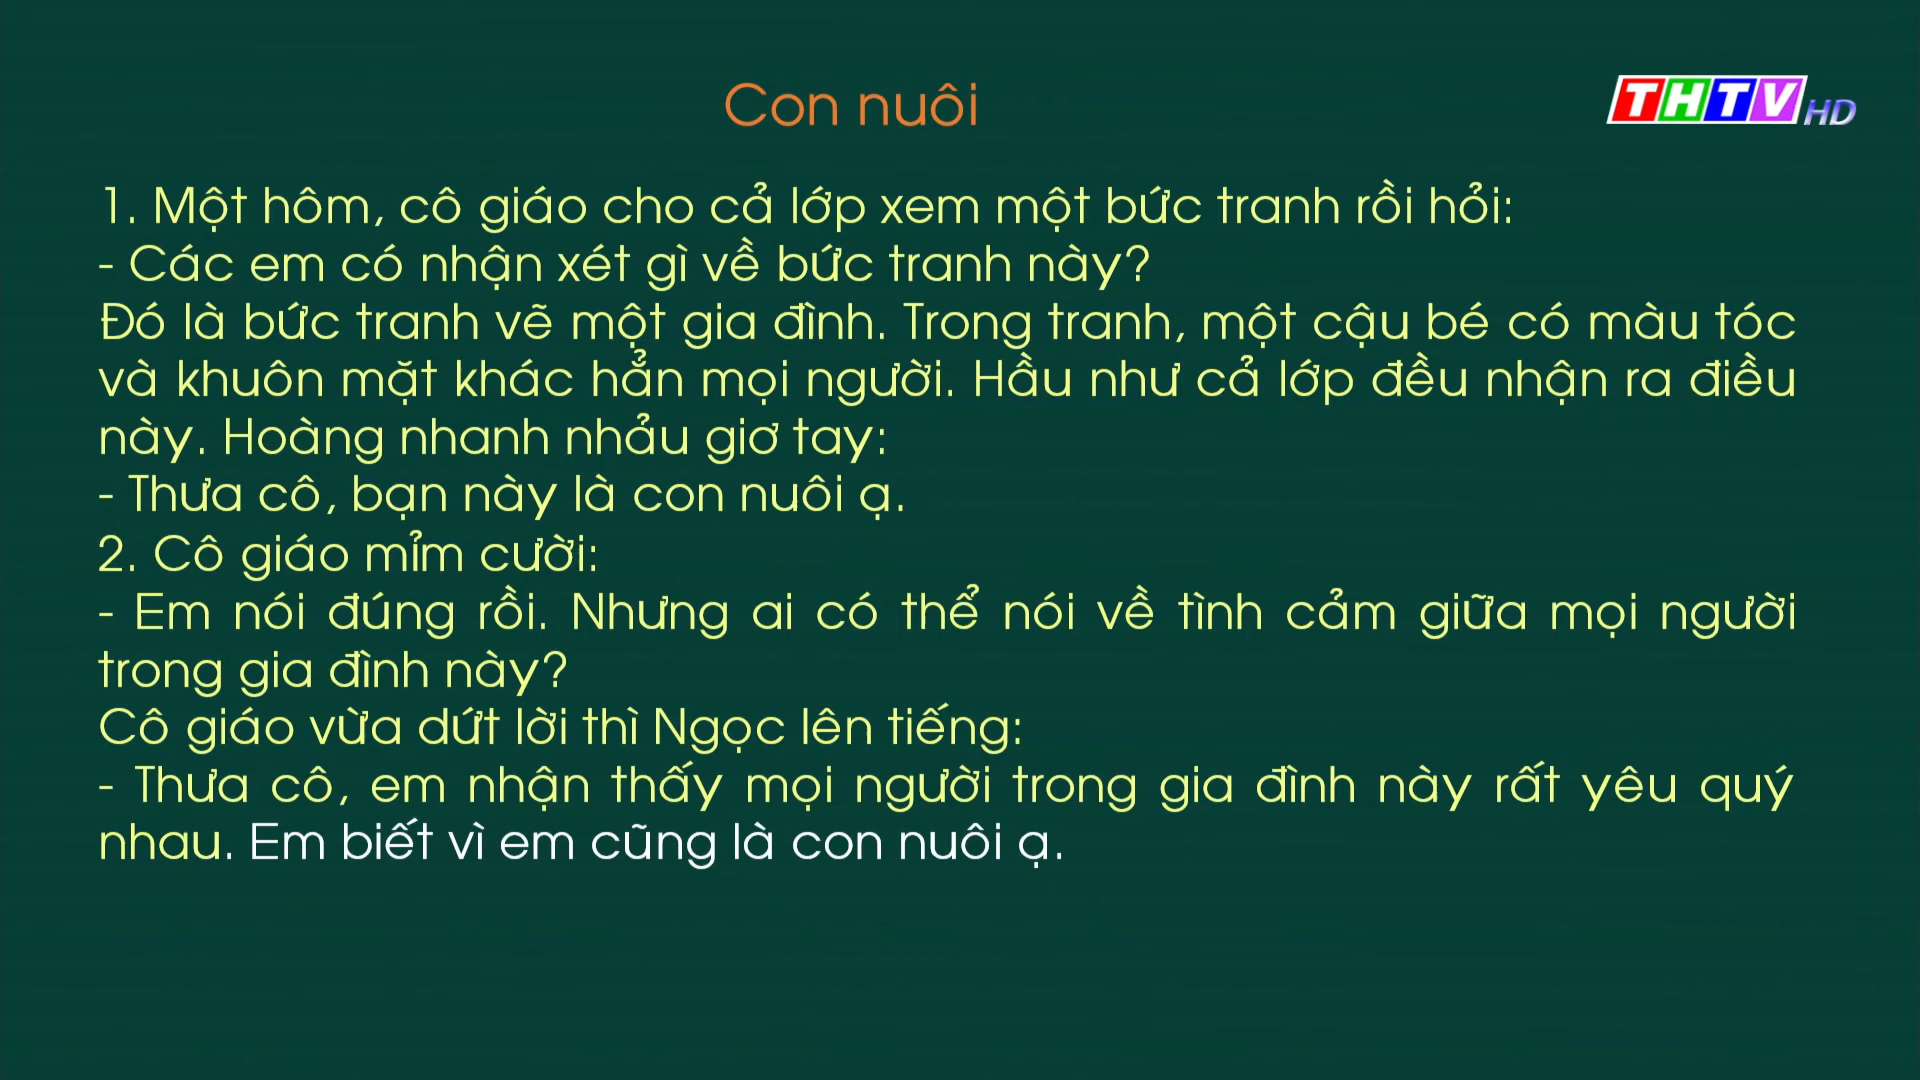 Con nuôi
THTV HD
1. Một hôm, cô giáo cho cả lớp xem một bức tranh rồi hỏi:
- Các em có nhận xét gì về bức tranh này?
Đó là bức tranh vẽ một gia đình. Trong tranh, một cậu bé có màu tóc
và khuôn mặt khác hẳn mọi người. Hầu như cả lớp đều nhận ra điều
này. Hoàng nhanh nhảu giơ tay:
- Thưa cô, bạn này là con nuôi ạ.
2. Cô giáo mỉm cười:
- Em nói đúng rồi. Nhưng ai có thể nói về tình cảm giữa mọi người
trong gia đình này?
Cô giáo vừa dứt lời thì Ngọc lên tiếng:
- Thưa cô, em nhận thấy mọi người trong gia đình này rất yêu quý
nhau. Em biết vì em cũng là con nuôi ạ.